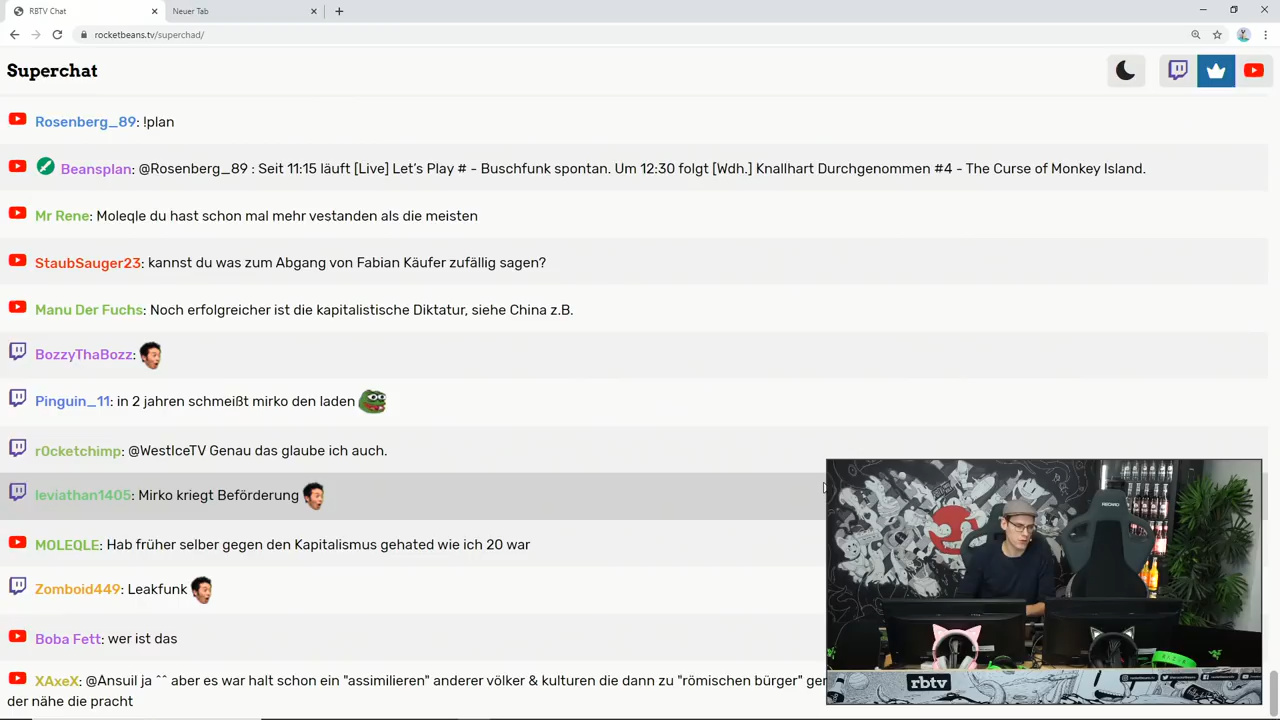 RBTV Chat
Neuer Tab
rocketbeans.tv/superchad/
Superchat
Rosenberg_89: !plan
Beansplan: @Rosenberg_89 : Seit 11:15 läuft [Live] Let's Play # - Buschfunk spontan. Um 12:30 folgt [Wdh.] Knallhart Durchgenommen #4 - The Curse of Monkey Island.
Mr Rene: Moleqle du hast schon mal mehr vestanden als die meisten
StaubSauger23: kannst du was zum Abgang von Fabian Käufer zufällig sagen?
Manu Der Fuchs: Noch erfolgreicher ist die kapitalistische Diktatur, siehe China z.B.
BozzyThaBozz:
Pinguin_11: in 2 jahren schmeißt mirko den laden
r0cketchimp: @WestIceTV Genau das glaube ich auch.
leviathan1405: Mirko kriegt Beförderung
MOLEQLE: Hab früher selber gegen den Kapitalismus gehated wie ich 20 war
Zomboid449: Leakfunk
Boba Fett: wer ist das
XAxeX: @Ansuil ja ^^ aber es war halt schon ein "assimilieren" anderer völker & kulturen die dann zu "römischen bürger" ger
der nähe die pracht
RECARO
rbtv